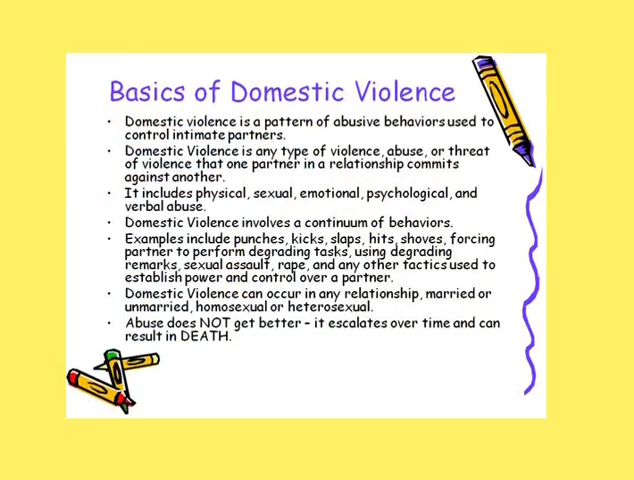 Basics of Domestic Violence
• Domestic violence is a pattern of abusive behaviors used to
control intimate partners.
• Domestic Violence is any type of violence, abuse, or threat
of violence that one partner in a relationship commits
against another.
• It includes physical, sexual, emotional, psychological, and
verbal abuse.
• Domestic Violence involves a continuum of behaviors.
• Examples include punches, kicks, slaps, hits, shoves, forcing
partner to perform degrading tasks, using degrading
remarks, sexual assault, rape, and any other tactics used to
establish power and control over a partner.
• Domestic Violence can occur in any relationship, married or
unmarried, homosexual or heterosexual.
• Abuse does NOT get better – it escalates over time and can
result in DEATH.